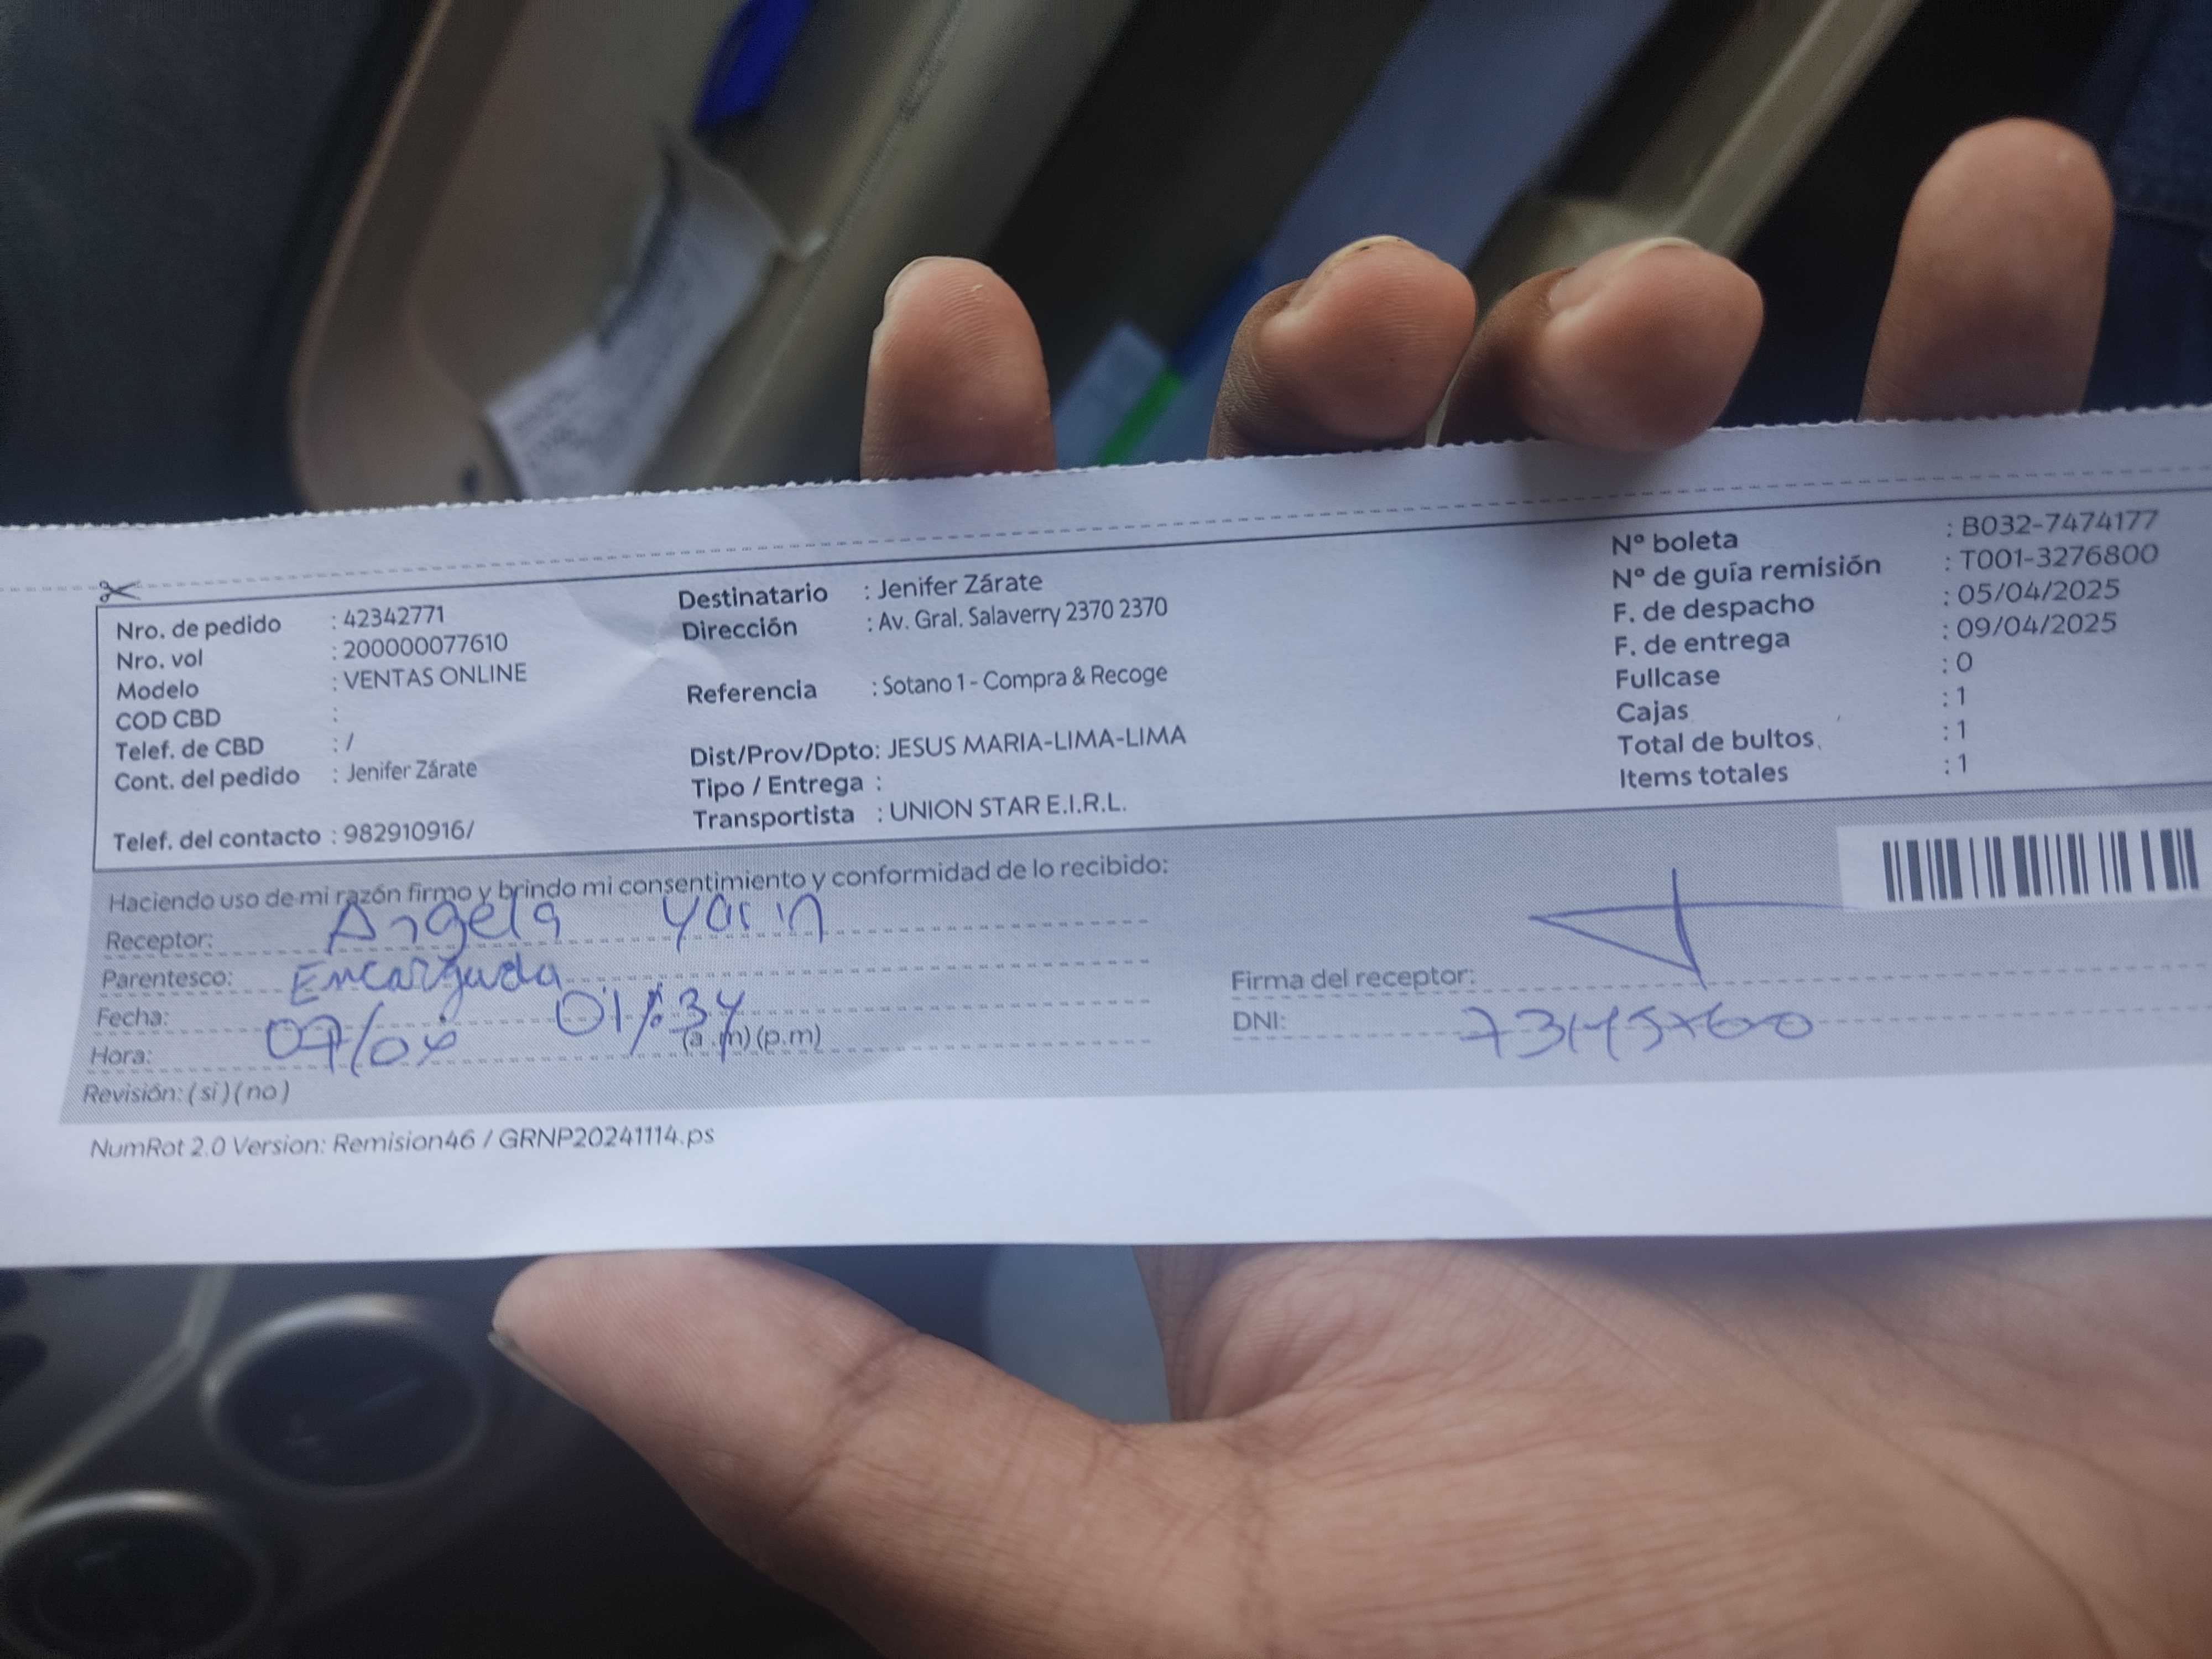 Nro. de pedido : 42342771
Nro. vol : 200000077610
Modelo : VENTAS ONLINE
COD CBD :
Telef. de CBD : /
Cont. del pedido : Jenifer Zárate
Telef. del contacto : 982910916/
Destinatario : Jenifer Zárate
Dirección : Av. Gral. Salaverry 2370 2370
Referencia : Sotano 1 - Compra & Recoge
Dist/Prov/Dpto: JESUS MARIA-LIMA-LIMA
Tipo / Entrega :
Transportista : UNION STAR E.I.R.L.
Nº boleta : B032-7474177
Nº de guía remisión : T001-3276800
F. de despacho : 05/04/2025
F. de entrega : 09/04/2025
Fullcase : 0
Cajas : 1
Total de bultos : 1
Items totales : 1
Haciendo uso de mi razón firmo y brindo mi consentimiento y conformidad de lo recibido:
Receptor: Angela Yarin
Parentesco: Encargada
Fecha:
Hora: 01:34 (a.m)(p.m)
Revisión: (si) (no)
Firma del receptor:
DNI:
NumRot 2.0 Version: Remision46 / GRNP20241114.ps